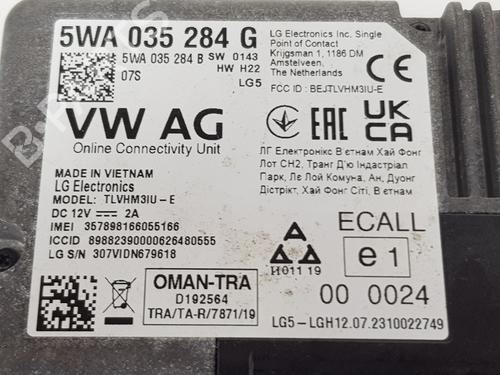 5WA 035 284 G
5WA 035 284 B SW 0143
07S HW H22
LG5
LG Electronics Inc. Single
Point of Contact
Krijgsman 1, 1186 DM
Amstelveen,
The Netherlands
FCC ID : BEJTLVHM3IU-E
VW AG
Online Connectivity Unit
EAC
UK
CA
ЛГ Електронікс В'єтнам Хай Фонг
Лот СН2, Транг Д'ю Індастріал
Парк, Ле Лой Комуна, Ан, Дуонг
Дістрікт, Хай Фонг Сіті, В єтнам
MADE IN VIETNAM
LG Electronics
MODEL: TLVHM3IU-E
DC 12V 2A
IMEI 357898166055166
ICCID 89882390000626480555
LG S/N 307VIDN679618
OMAN-TRA
D192564
TRA/TA-R/7871/19
И011 19
ECALL
e1
00 0024
LG5-LGH12.07.2310022749